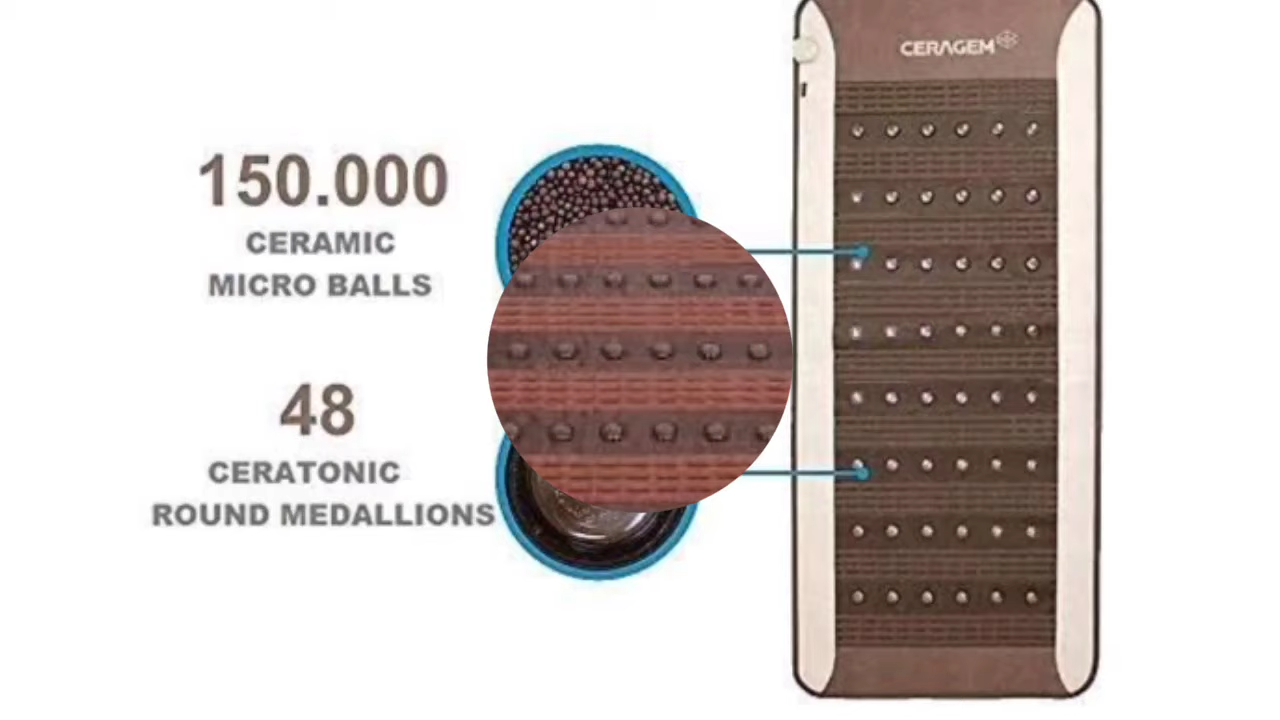 150.000
CERAMIC
MICRO BALLS
48
CERATONIC
ROUND MEDALLIONS
CERAGEM